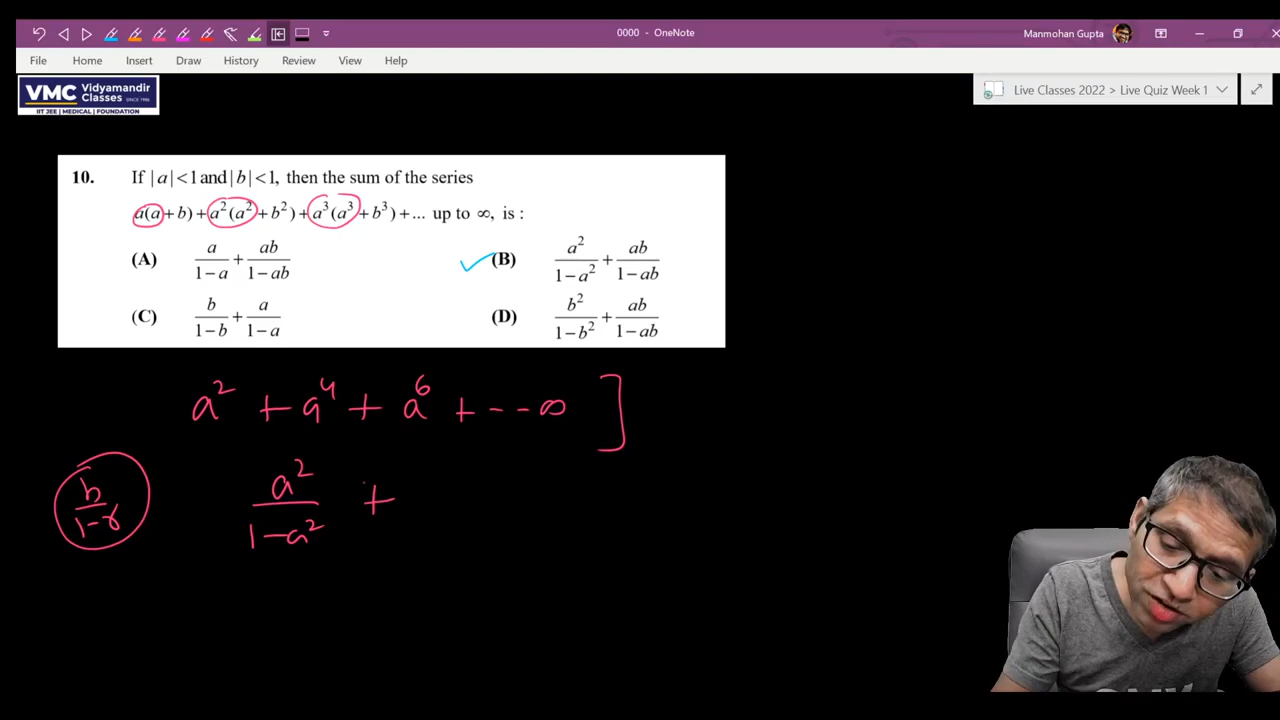 0000 - OneNote
Manmohan Gupta
File Home Insert Draw History Review View Help
VMC Vidyamandir Classes SINCE 1986
IIT JEE | MEDICAL | FOUNDATION
Live Classes 2022 > Live Quiz Week 1
10. If |a|<1 and |b|<1, then the sum of the series
a(a+b)+a²(a²+b²)+a³(a³+b³)+... up to ∞, is :
(A) a/(1−a) + ab/(1−ab) (B) a²/(1−a²) + ab/(1−ab)
(C) b/(1−b) + a/(1−a) (D) b²/(1−b²) + ab/(1−ab)
a² + a⁴ + a⁶ + -- ∞ ]
b/(1−r) a²/(1−a²) +